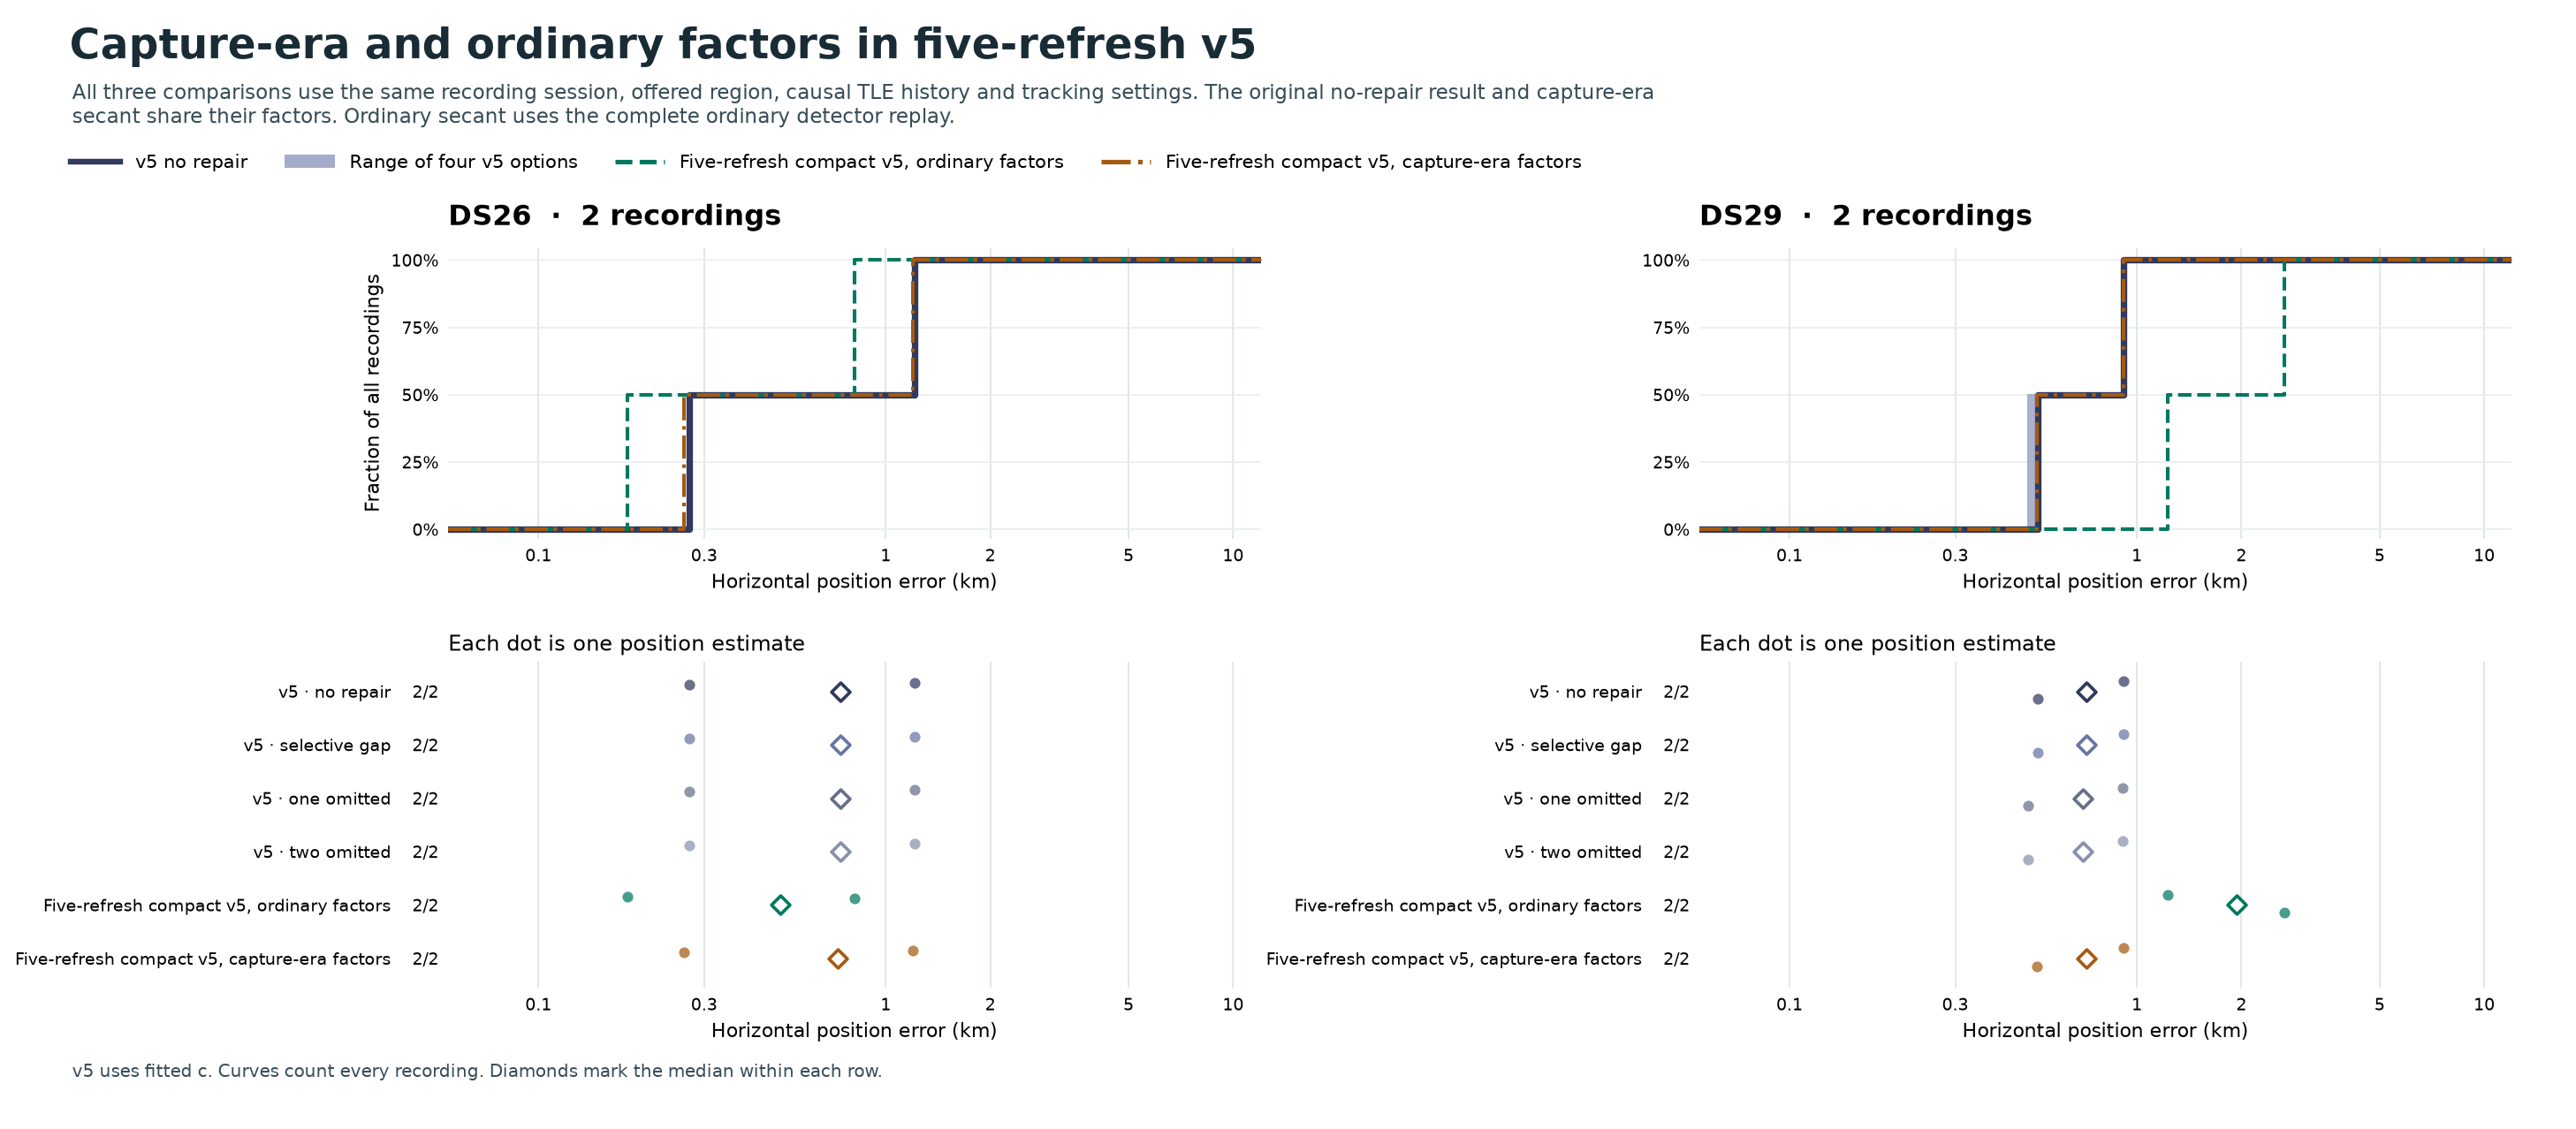 Capture-era and ordinary factors in five-refresh v5
All three comparisons use the same recording session, offered region, causal TLE history and tracking settings. The original no-repair result and capture-era
secant share their factors. Ordinary secant uses the complete ordinary detector replay.
v5 no repair
Range of four v5 options
Five-refresh compact v5, ordinary factors
Five-refresh compact v5, capture-era factors
DS26 · 2 recordings
Fraction of all recordings
100%
75%
50%
25%
0%
0.1
0.3
1
2
5
10
Horizontal position error (km)
DS29 · 2 recordings
100%
75%
50%
25%
0%
0.1
0.3
1
2
5
10
Horizontal position error (km)
Each dot is one position estimate
v5 · no repair 2/2
v5 · selective gap 2/2
v5 · one omitted 2/2
v5 · two omitted 2/2
Five-refresh compact v5, ordinary factors 2/2
Five-refresh compact v5, capture-era factors 2/2
0.1
0.3
1
2
5
10
Horizontal position error (km)
Each dot is one position estimate
v5 · no repair 2/2
v5 · selective gap 2/2
v5 · one omitted 2/2
v5 · two omitted 2/2
Five-refresh compact v5, ordinary factors 2/2
Five-refresh compact v5, capture-era factors 2/2
0.1
0.3
1
2
5
10
Horizontal position error (km)
v5 uses fitted c. Curves count every recording. Diamonds mark the median within each row.